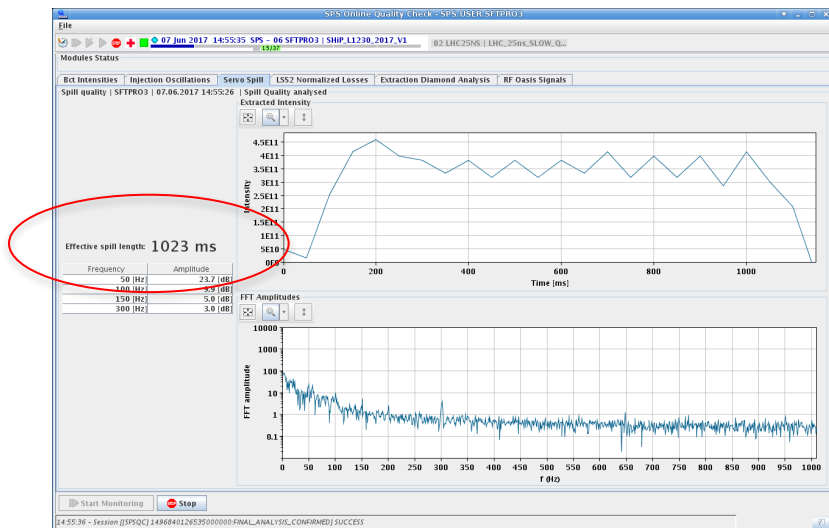 SPS Online Quality Check - SPS.USER.SFTPRO3
File
07 Jun 2017 14:55:35 SPS - 06 SFTPRO3 | SHiP_L1230_2017_V1
02 LHC25NS | LHC_25ns_SLOW_Q...
15/37
Modules Status
Bct Intensities Injection Oscillations Servo Spill LSS2 Normalized Losses Extraction Diamond Analysis RF Oasis Signals
Spill quality | SFTPRO3 | 07.06.2017 14:55:26 | Spill Quality analysed
Extracted Intensity
4.5E11
4E11
3.5E11
3E11
2.5E11
2E11
1.5E11
1E11
5E10
0E0
Intensity
0 200 400 600 800 1000
Time [ms]
Effective spill length: 1023 ms
Frequency Amplitude
50 [Hz] 23.7 [dB]
100 [Hz] 9.9 [dB]
150 [Hz] 5.0 [dB]
300 [Hz] 3.0 [dB]
FFT Amplitudes
10000
1000
100
10
1
0.1
FFT amplitude
0 50 100 150 200 250 300 350 400 450 500 550 600 650 700 750 800 850 900 950 1000
f (Hz)
Start Monitoring Stop
14:55:36 - Session [[SPSQC] 1496840126535000000:FINAL_ANALYSIS_CONFIRMED] SUCCESS